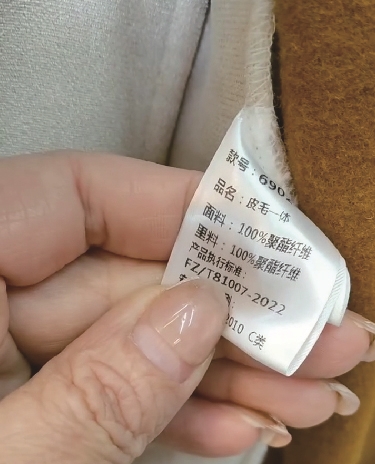 款号：690
品名：皮毛一体
面料：100%聚酯纤维
里料：100%聚酯纤维
产品执行标准：
FZ/T81007-2022
C类